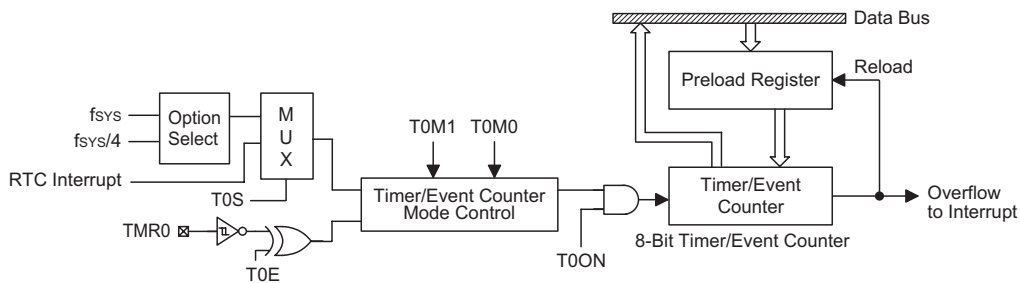 Data Bus
Preload Register
Reload
fSYS
fSYS/4
Option
Select
M
U
X
T0M1
T0M0
RTC Interrupt
T0S
Timer/Event Counter
Mode Control
Timer/Event
Counter
Overflow
to Interrupt
TMR0
T0E
T0ON
8-Bit Timer/Event Counter